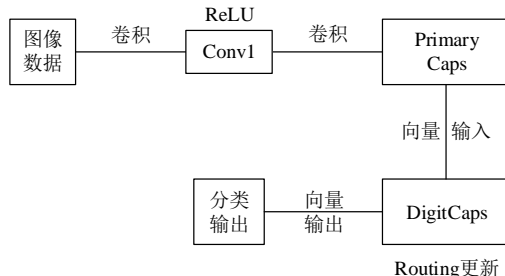 ReLU
图像
数据
卷积
Conv1
卷积
Primary
Caps
向量 输入
分类
输出
向量
输出
DigitCaps
Routing更新